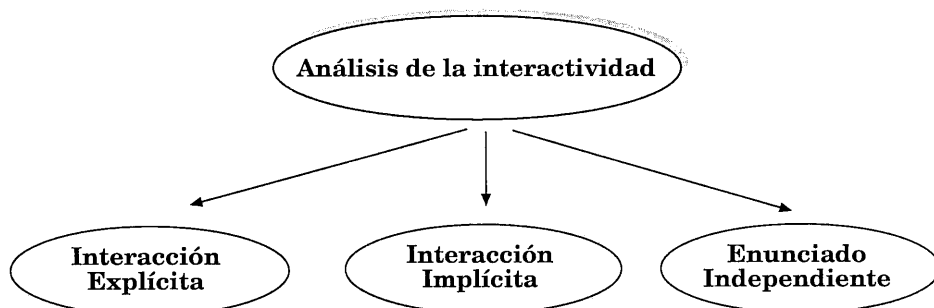 Análisis de la interactividad
Interacción
Explícita
Interacción
Implícita
Enunciado
Independiente